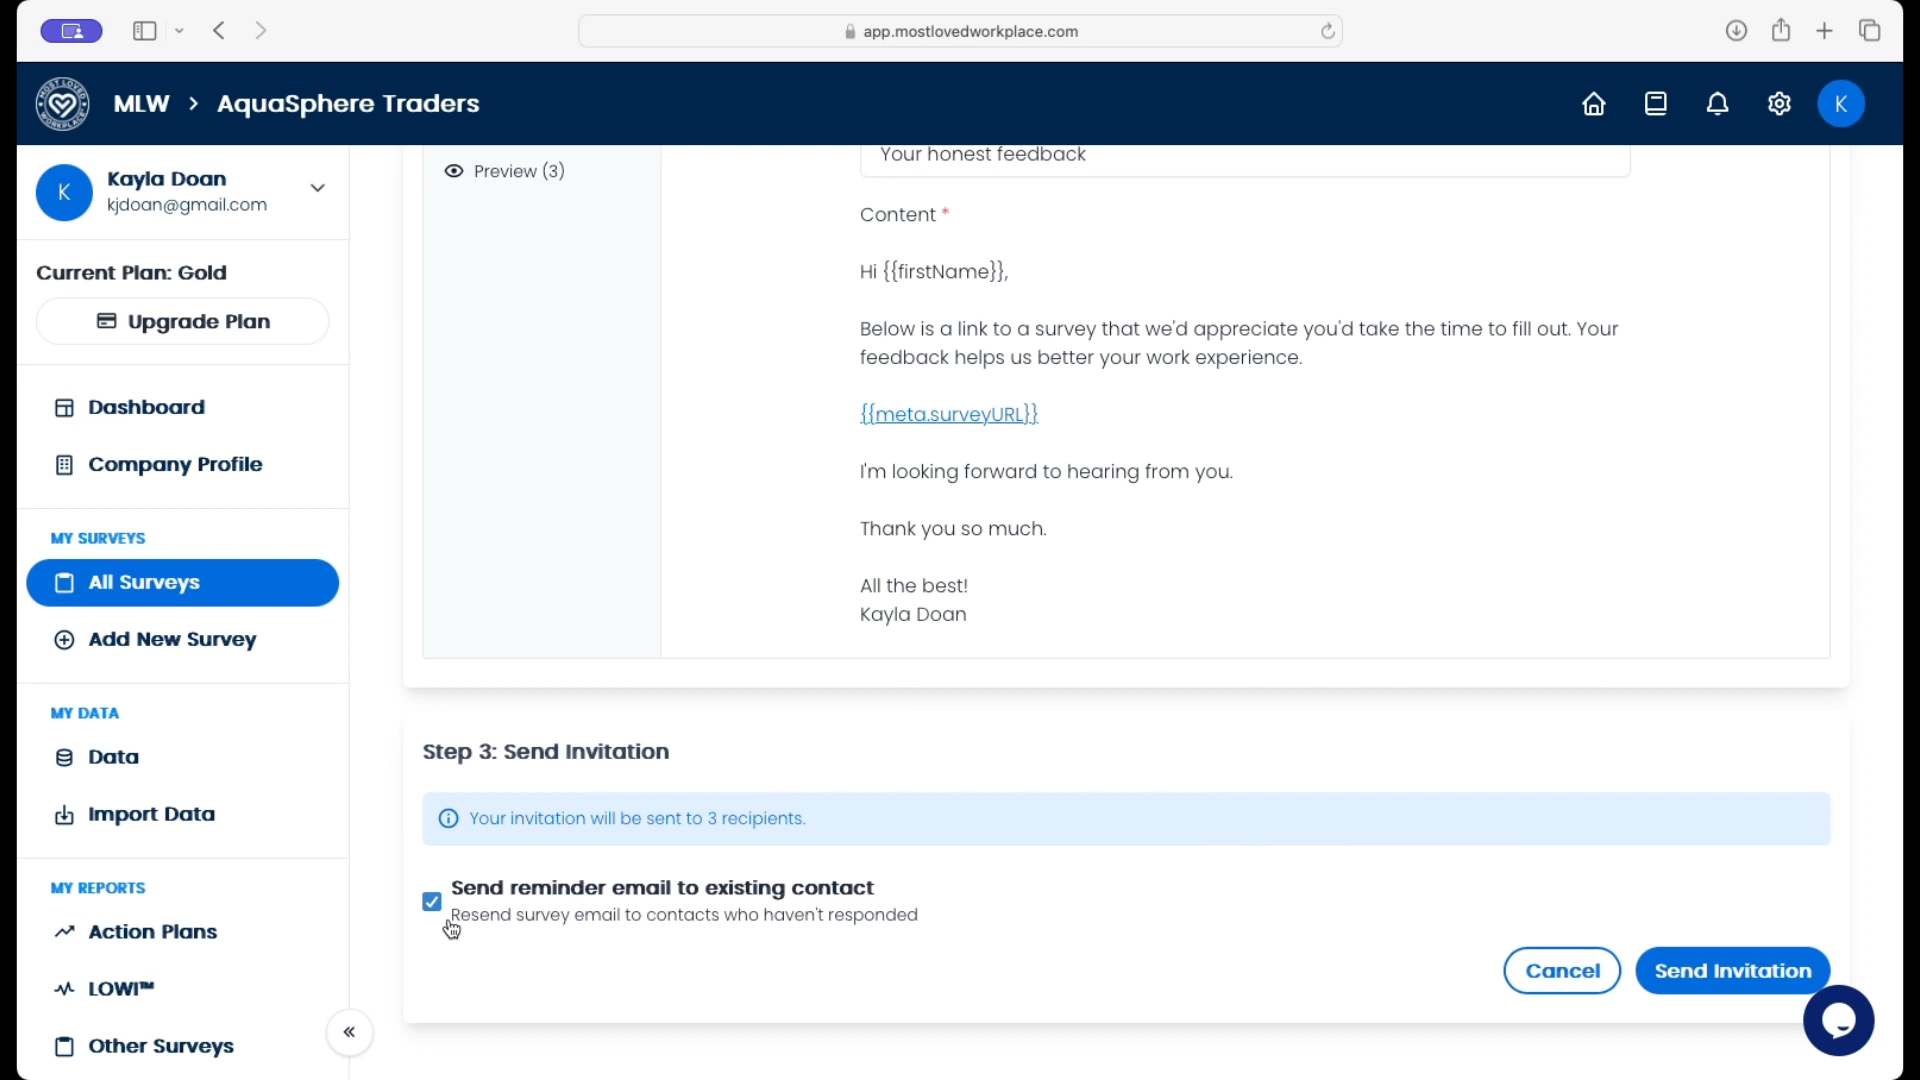 app.mostlovedworkplace.com
MOST LOVED WORKPLACE
MLW > AquaSphere Traders
K
K
Kayla Doan
kjdoan@gmail.com
Current Plan: Gold
Upgrade Plan
Dashboard
Company Profile
MY SURVEYS
All Surveys
Add New Survey
MY DATA
Data
Import Data
MY REPORTS
Action Plans
LOWI™
Other Surveys
«
Preview (3)
Your honest feedback
Content *
Hi {{firstName}},
Below is a link to a survey that we'd appreciate you'd take the time to fill out. Your
feedback helps us better your work experience.
{{meta.surveyURL}}
I'm looking forward to hearing from you.
Thank you so much.
All the best!
Kayla Doan
Step 3: Send Invitation
Your invitation will be sent to 3 recipients.
Send reminder email to existing contact
Resend survey email to contacts who haven't responded
Cancel
Send Invitation